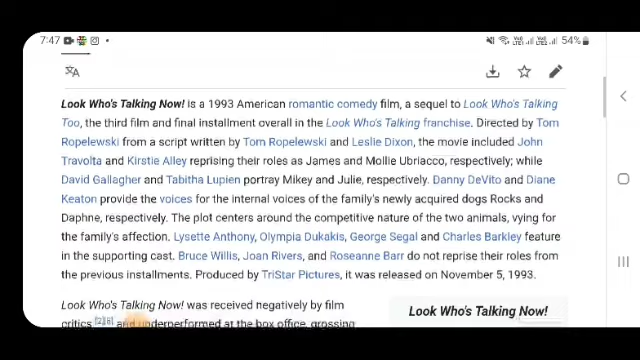 7:47
54%
Look Who's Talking Now! is a 1993 American romantic comedy film, a sequel to Look Who's Talking
Too, the third film and final installment overall in the Look Who's Talking franchise. Directed by Tom
Ropelewski from a script written by Tom Ropelewski and Leslie Dixon, the movie included John
Travolta and Kirstie Alley reprising their roles as James and Mollie Ubriacco, respectively; while
David Gallagher and Tabitha Lupien portray Mikey and Julie, respectively. Danny DeVito and Diane
Keaton provide the voices for the internal voices of the family's newly acquired dogs Rocks and
Daphne, respectively. The plot centers around the competitive nature of the two animals, vying for
the family's affection. Lysette Anthony, Olympia Dukakis, George Segal and Charles Barkley feature
in the supporting cast. Bruce Willis, Joan Rivers, and Roseanne Barr do not reprise their roles from
the previous installments. Produced by TriStar Pictures, it was released on November 5, 1993.
Look Who's Talking Now! was received negatively by film
critics and underperformed at the box office, grossing
Look Who's Talking Now!